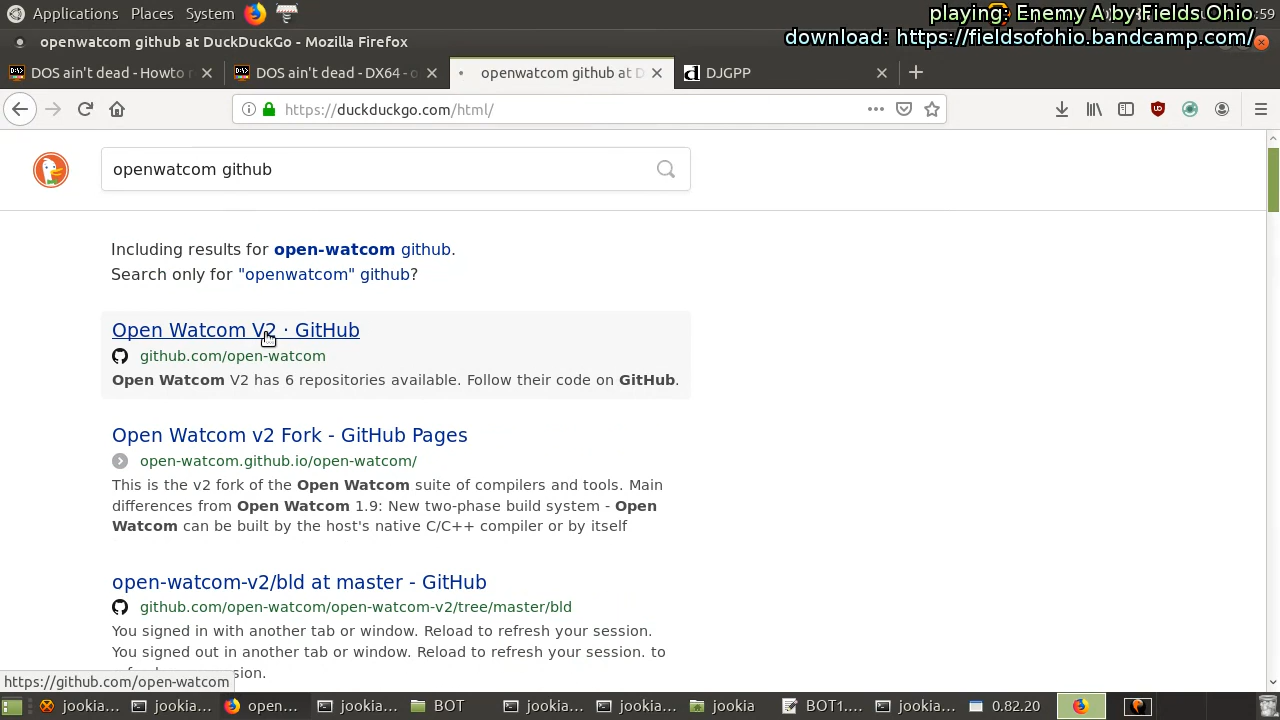 Applications Places System
playing: Enemy A by Fields Ohio
:59
openwatcom github at DuckDuckGo - Mozilla Firefox
download: https://fieldsofohio.bandcamp.com/
DOS ain't dead - Howto r
DOS ain't dead - DX64 - o
openwatcom github at D
DJGPP
https://duckduckgo.com/html/
openwatcom github
Including results for open-watcom github.
Search only for "openwatcom" github?
Open Watcom V2 · GitHub
github.com/open-watcom
Open Watcom V2 has 6 repositories available. Follow their code on GitHub.
Open Watcom v2 Fork - GitHub Pages
open-watcom.github.io/open-watcom/
This is the v2 fork of the Open Watcom suite of compilers and tools. Main
differences from Open Watcom 1.9: New two-phase build system - Open
Watcom can be built by the host's native C/C++ compiler or by itself
open-watcom-v2/bld at master - GitHub
github.com/open-watcom/open-watcom-v2/tree/master/bld
You signed in with another tab or window. Reload to refresh your session.
You signed out in another tab or window. Reload to refresh your session. to
sion.
https://github.com/open-watcom
jookia... jookia... open... jookia... BOT jookia... jookia... jookia BOT1.... jookia... 0.82.20